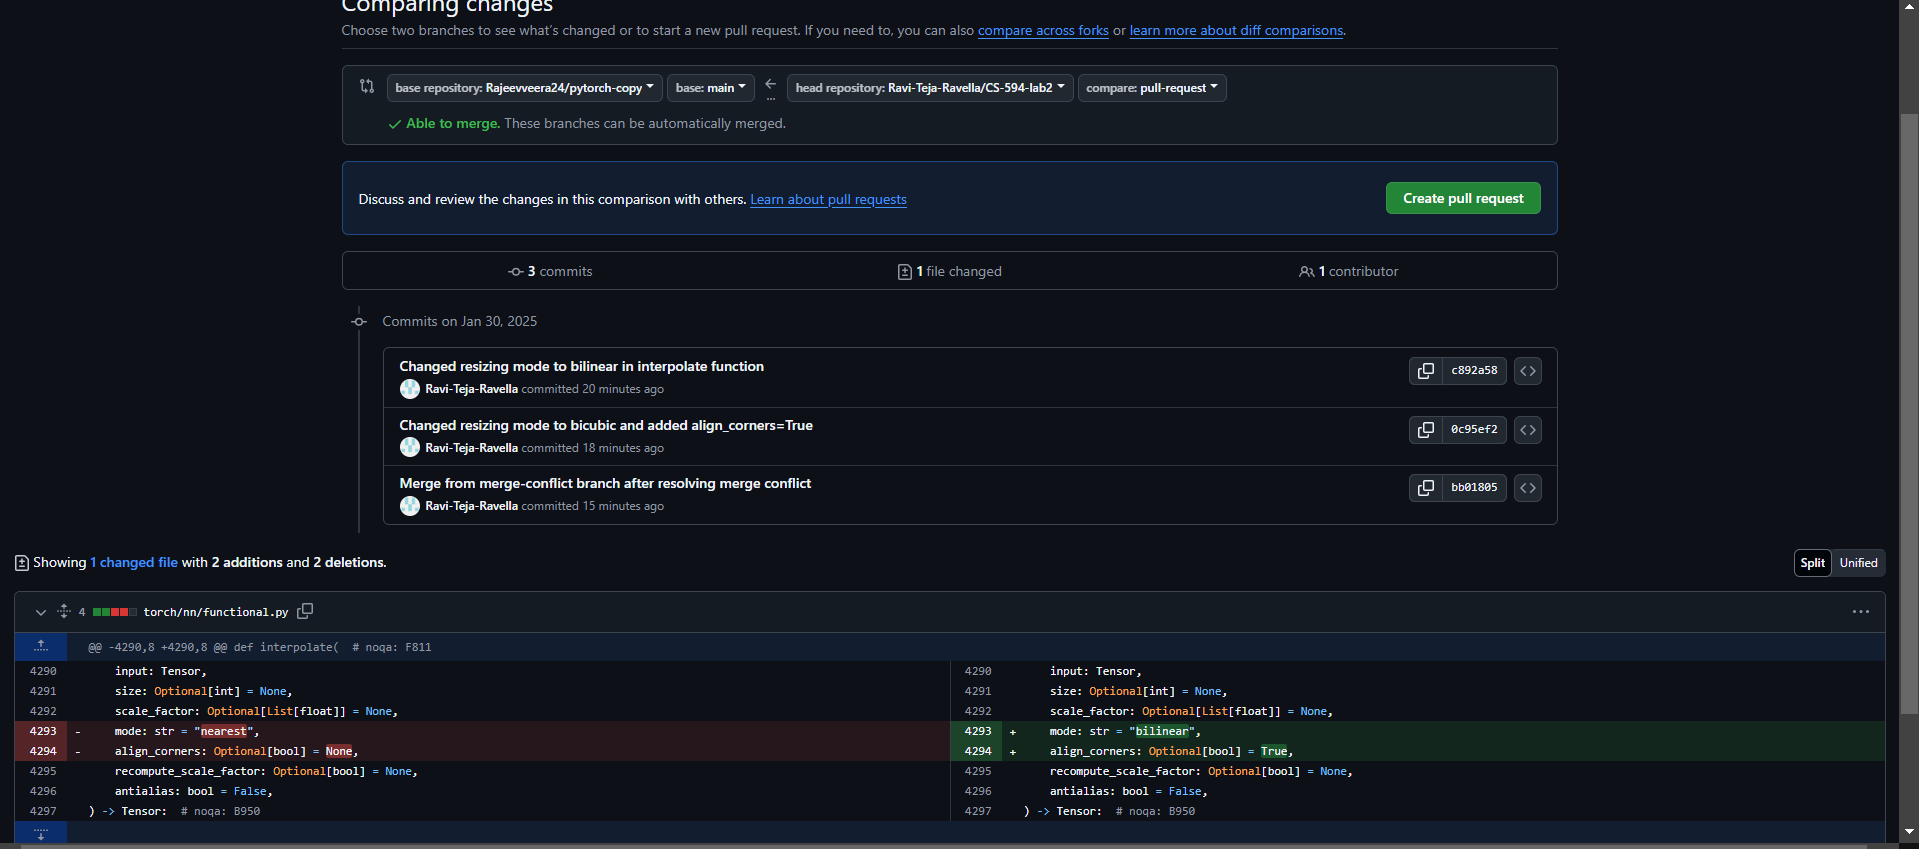 Comparing changes
Choose two branches to see what's changed or to start a new pull request. If you need to, you can also compare across forks or learn more about diff comparisons.
base repository: Rajeevveera24/pytorch-copy base: main ← ... head repository: Ravi-Teja-Ravella/CS-594-lab2 compare: pull-request
Able to merge. These branches can be automatically merged.
Discuss and review the changes in this comparison with others. Learn about pull requests
Create pull request
3 commits
1 file changed
1 contributor
Commits on Jan 30, 2025
Changed resizing mode to bilinear in interpolate function
Ravi-Teja-Ravella committed 20 minutes ago
c892a58
Changed resizing mode to bicubic and added align_corners=True
Ravi-Teja-Ravella committed 18 minutes ago
0c95ef2
Merge from merge-conflict branch after resolving merge conflict
Ravi-Teja-Ravella committed 15 minutes ago
bb01805
Showing 1 changed file with 2 additions and 2 deletions.
Split Unified
4 torch/nn/functional.py
@@ -4290,8 +4290,8 @@ def interpolate(  # noqa: F811
4290 input: Tensor,
4291 size: Optional[int] = None,
4292 scale_factor: Optional[List[float]] = None,
4293 - mode: str = "nearest",
4294 - align_corners: Optional[bool] = None,
4295 recompute_scale_factor: Optional[bool] = None,
4296 antialias: bool = False,
4297 ) -> Tensor:  # noqa: B950
4290 input: Tensor,
4291 size: Optional[int] = None,
4292 scale_factor: Optional[List[float]] = None,
4293 + mode: str = "bilinear",
4294 + align_corners: Optional[bool] = True,
4295 recompute_scale_factor: Optional[bool] = None,
4296 antialias: bool = False,
4297 ) -> Tensor:  # noqa: B950